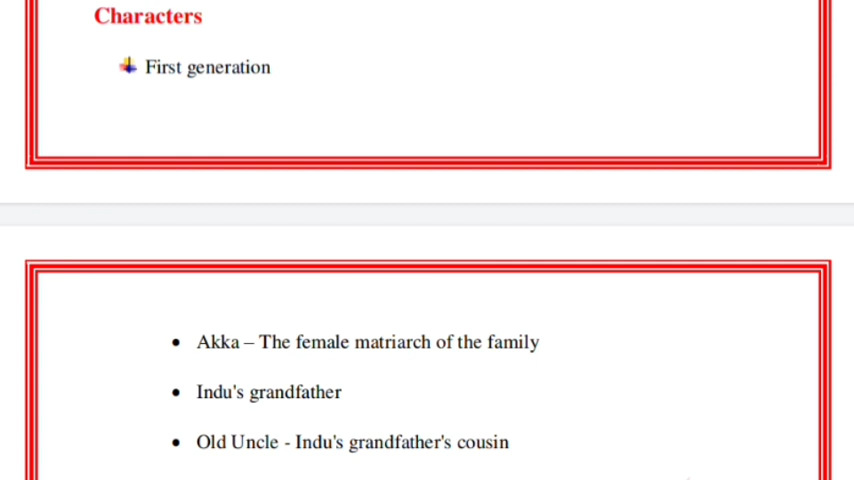 Characters
First generation
• Akka – The female matriarch of the family
• Indu's grandfather
• Old Uncle - Indu's grandfather's cousin